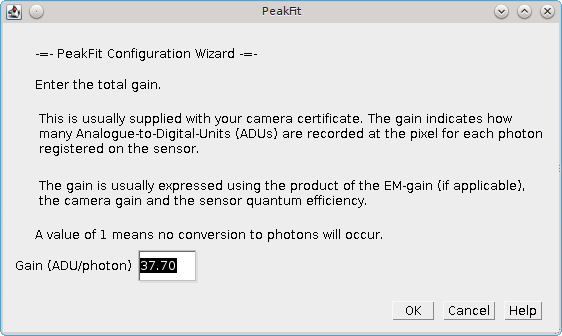 PeakFit
-=- PeakFit Configuration Wizard -=-
Enter the total gain.
This is usually supplied with your camera certificate. The gain indicates how
many Analogue-to-Digital-Units (ADUs) are recorded at the pixel for each photon
registered on the sensor.
The gain is usually expressed using the product of the EM-gain (if applicable),
the camera gain and the sensor quantum efficiency.
A value of 1 means no conversion to photons will occur.
Gain (ADU/photon) 37.70
OK Cancel Help